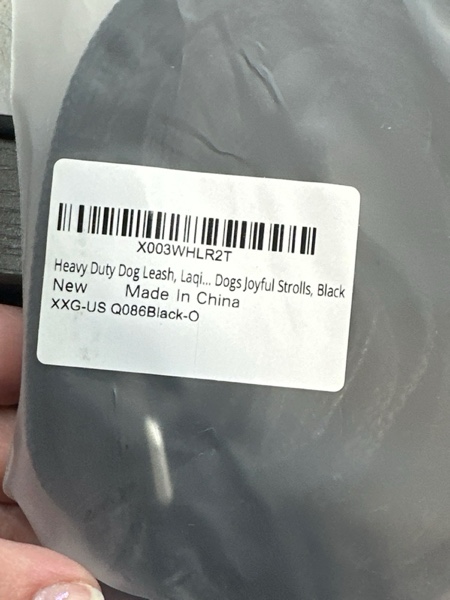 X003WHLR2T
Heavy Duty Dog Leash, Laqi... Dogs Joyful Strolls, Black
New Made In China
XXG-US Q086Black-O